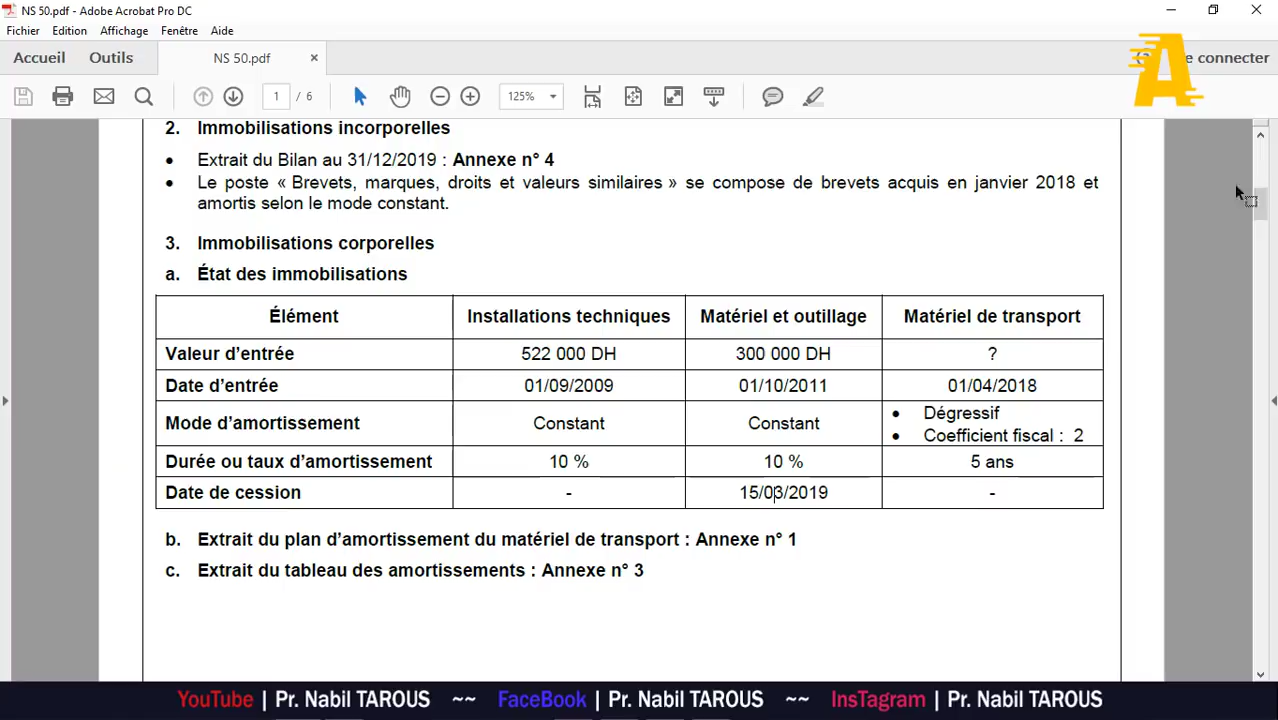 NS 50.pdf - Adobe Acrobat Pro DC
Fichier Edition Affichage Fenêtre Aide
Accueil Outils NS 50.pdf × e connecter
1 / 6 125%
2. Immobilisations incorporelles
• Extrait du Bilan au 31/12/2019 : Annexe n° 4
• Le poste « Brevets, marques, droits et valeurs similaires » se compose de brevets acquis en janvier 2018 et
amortis selon le mode constant.
3. Immobilisations corporelles
a. État des immobilisations
Élément Installations techniques Matériel et outillage Matériel de transport
Valeur d'entrée 522 000 DH 300 000 DH ?
Date d'entrée 01/09/2009 01/10/2011 01/04/2018
Mode d'amortissement Constant Constant • Dégressif
• Coefficient fiscal : 2
Durée ou taux d'amortissement 10 % 10 % 5 ans
Date de cession - 15/03/2019 -
b. Extrait du plan d'amortissement du matériel de transport : Annexe n° 1
c. Extrait du tableau des amortissements : Annexe n° 3
YouTube | Pr. Nabil TAROUS ~~ FaceBook | Pr. Nabil TAROUS ~~ InsTagram | Pr. Nabil TAROUS